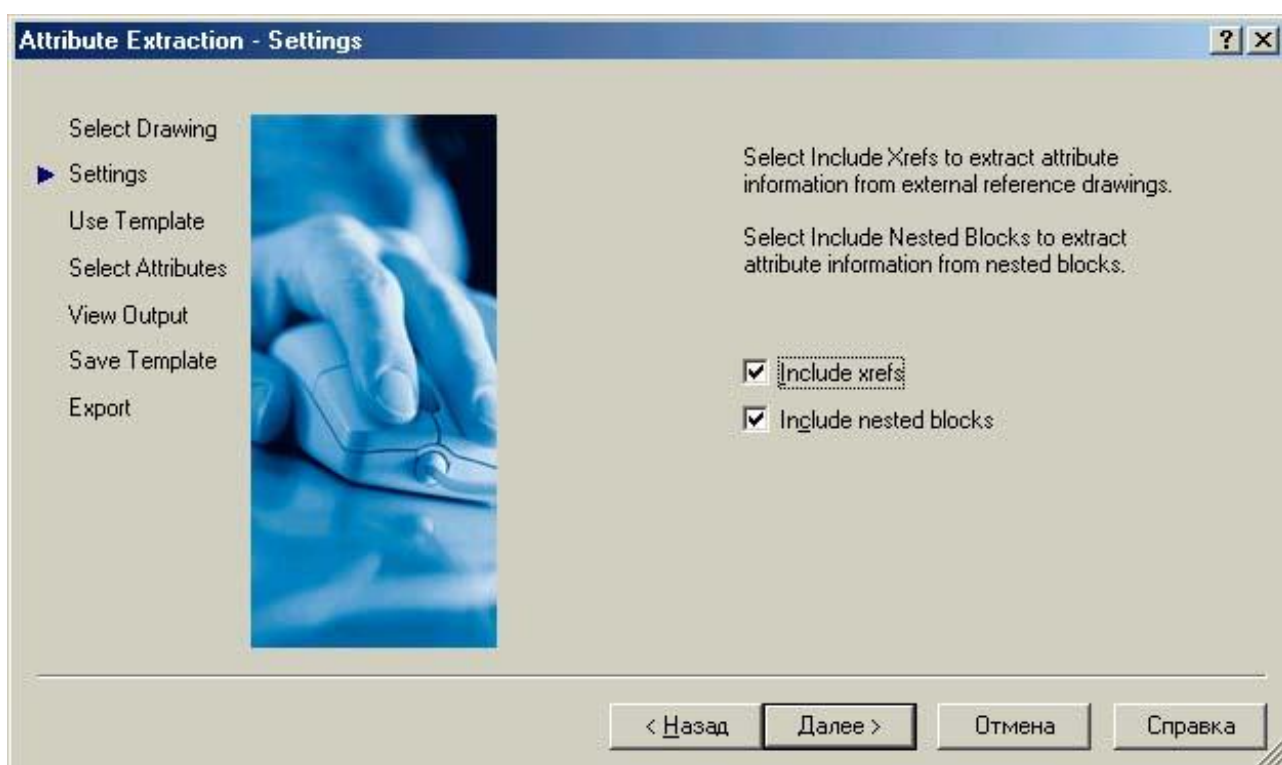 Attribute Extraction - Settings
Select Drawing
Settings
Use Template
Select Attributes
View Output
Save Template
Export
Select Include Xrefs to extract attribute
information from external reference drawings.
Select Include Nested Blocks to extract
attribute information from nested blocks.
Include xrefs
Include nested blocks
< Назад
Далее >
Отмена
Справка